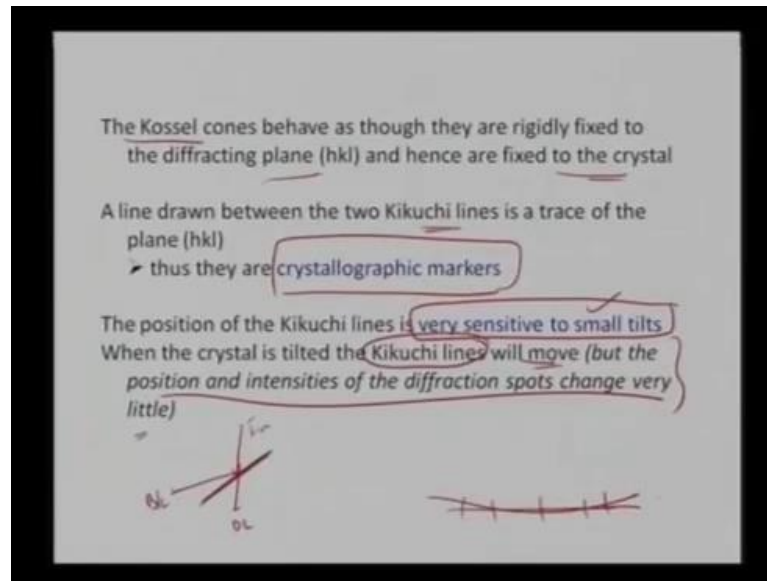 The Kossel cones behave as though they are rigidly fixed to
the diffracting plane (hkl) and hence are fixed to the crystal
A line drawn between the two Kikuchi lines is a trace of the
plane (hkl)
➤ thus they are crystallographic markers
The position of the Kikuchi lines is very sensitive to small tilts
When the crystal is tilted the Kikuchi lines will move (but the
position and intensities of the diffraction spots change very
little)
DL